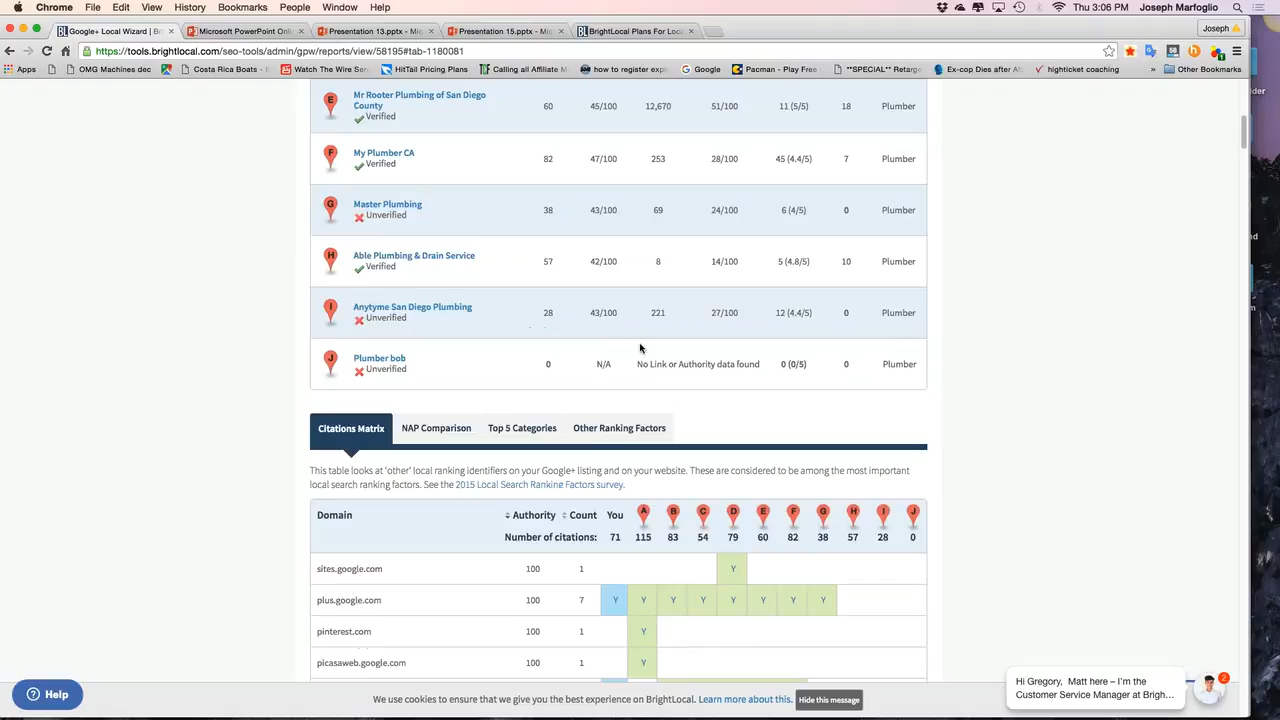 Chrome File Edit View History Bookmarks People Window Help
Thu 3:06 PM Joseph Marfoglio
Google+ Local Wizard | Bri
Microsoft PowerPoint Onli
Presentation 13.pptx - Mi
Presentation 15.pptx - Mi
BrightLocal Plans For Loca
Joseph
https://tools.brightlocal.com/seo-tools/admin/gpw/reports/view/58195#tab-1180081
Apps
OMG Machines dec
Costa Rica Boats -
Watch The Wire Ser
HitTail Pricing Plans
Calling all Affiliate M
how to register exp
Google
Pacman - Play Free
**SPECIAL** Retarge
Ex-cop Dies after At
highticket coaching
»
Other Bookmarks
E Mr Rooter Plumbing of San Diego County 60 45/100 12,670 51/100 11 (5/5) 18 Plumber
Verified
F My Plumber CA 82 47/100 253 28/100 45 (4.4/5) 7 Plumber
Verified
G Master Plumbing 38 43/100 69 24/100 6 (4/5) 0 Plumber
Unverified
H Able Plumbing & Drain Service 57 42/100 8 14/100 5 (4.8/5) 10 Plumber
Verified
I Anytyme San Diego Plumbing 28 43/100 221 27/100 12 (4.4/5) 0 Plumber
Unverified
J Plumber bob 0 N/A No Link or Authority data found 0 (0/5) 0 Plumber
Unverified
Citations Matrix NAP Comparison Top 5 Categories Other Ranking Factors
This table looks at 'other' local ranking identifiers on your Google+ listing and on your website. These are considered to be among the most important
local search ranking factors. See the 2015 Local Search Ranking Factors survey.
Domain Authority Count You A B C D E F G H I J
Number of citations: 71 115 83 54 79 60 82 38 57 28 0
sites.google.com 100 1 Y
plus.google.com 100 7 Y Y Y Y Y Y Y Y
pinterest.com 100 1 Y
picasaweb.google.com 100 1 Y
Help
We use cookies to ensure that we give you the best experience on BrightLocal. Learn more about this. Hide this message
Hi Gregory, Matt here – I'm the
Customer Service Manager at Brigh...
2